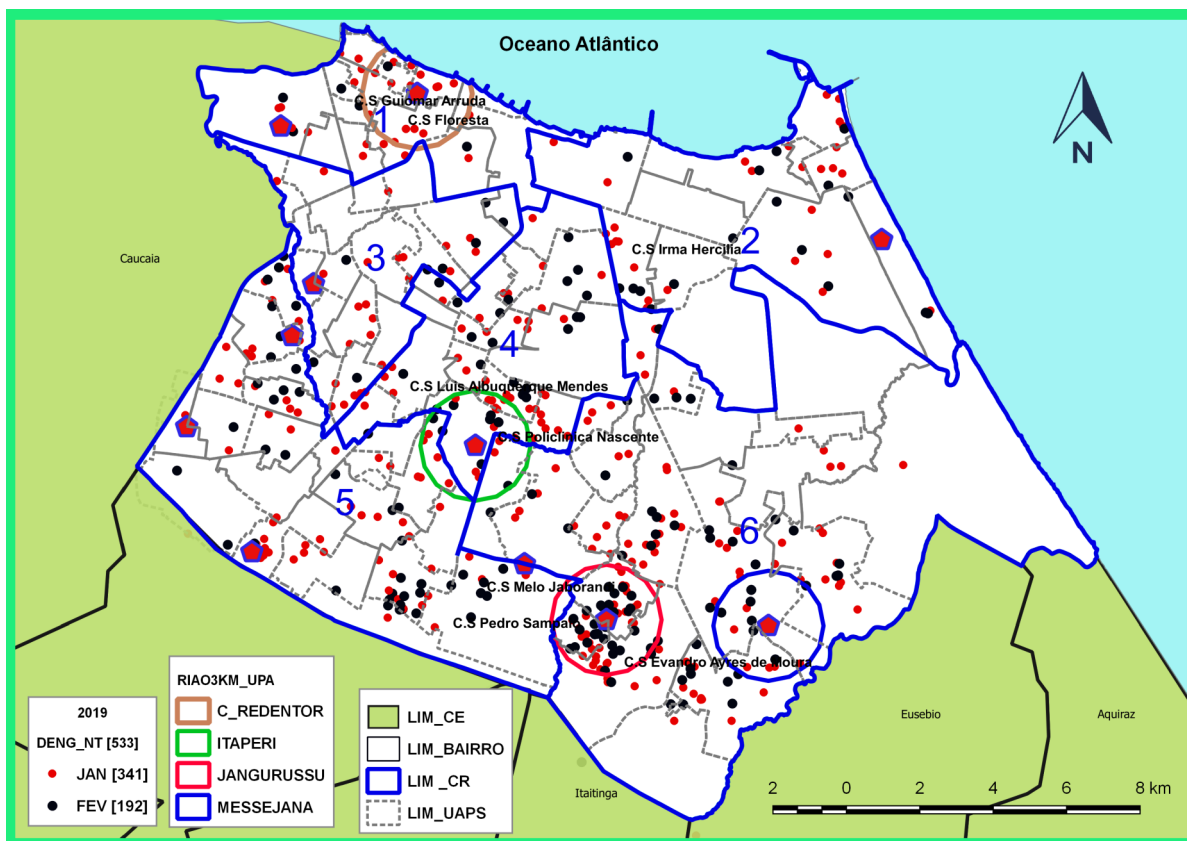 Oceano Atlântico
C.S Guiomar Arruda
1
C.S Floresta
N
2
C.S Irma Hercilia
3
Caucaia
4
C.S Luis Albuquerque Mendes
C.S Policlinica Nascente
5
6
C.S Melo Jaborandi
C.S Pedro Sampaio
C.S Evandro Ayres de Moura
Eusebio
Aquiraz
Itaitinga
2019
DENG_NT [533]
JAN [341]
FEV [192]
RIAO3KM_UPA
C_REDENTOR
ITAPERI
JANGURUSSU
MESSEJANA
LIM_CE
LIM_BAIRRO
LIM _CR
LIM_UAPS
2 0 2 4 6 8 km